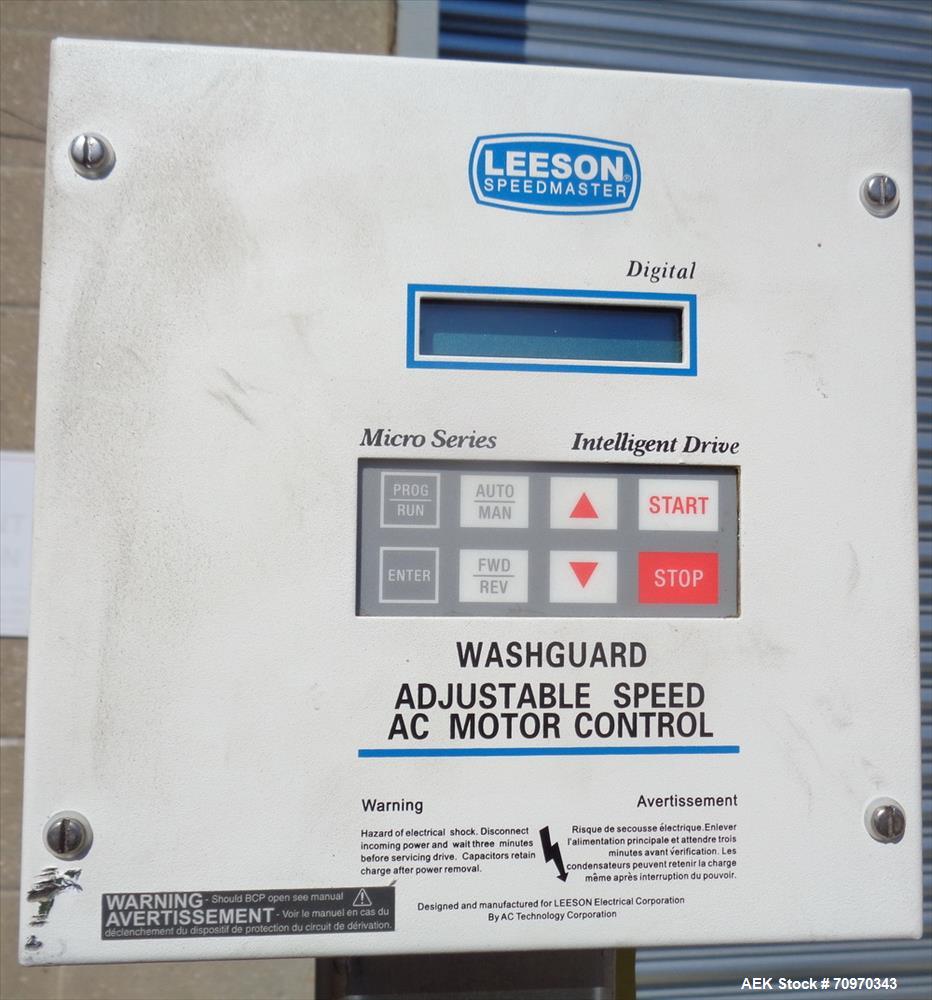 LEESON®
SPEEDMASTER
Digital
Micro Series
Intelligent Drive
PROG
RUN
AUTO
MAN
START
ENTER
FWD
REV
STOP
WASHGUARD
ADJUSTABLE SPEED
AC MOTOR CONTROL
Warning
Hazard of electrical shock. Disconnect
incoming power and wait three minutes
before servicing drive. Capacitors retain
charge after power removal.
Avertissement
Risque de secousse électrique.Enlever
l'alimentation principale et attendre trois
minutes avant vérification. Les
condensateurs peuvent retenir la charge
même après interruption du pouvoir.
WARNING - Should BCP open see manual
AVERTISSEMENT - Voir le manuel en cas du
déclenchement du dispositif de protection du circuit de dérivation.
Designed and manufactured for LEESON Electrical Corporation
By AC Technology Corporation
AEK Stock # 70970343